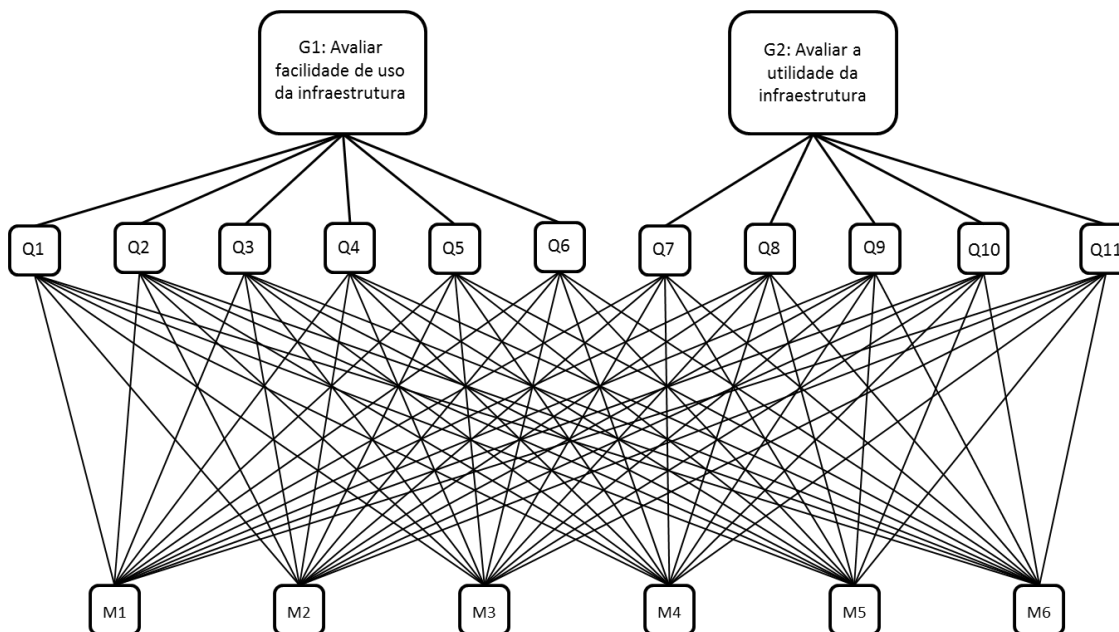 G1: Avaliar
facilidade de uso
da infraestrutura
G2: Avaliar a
utilidade da
infraestrutura
Q1
Q2
Q3
Q4
Q5
Q6
Q7
Q8
Q9
Q10
Q11
M1
M2
M3
M4
M5
M6